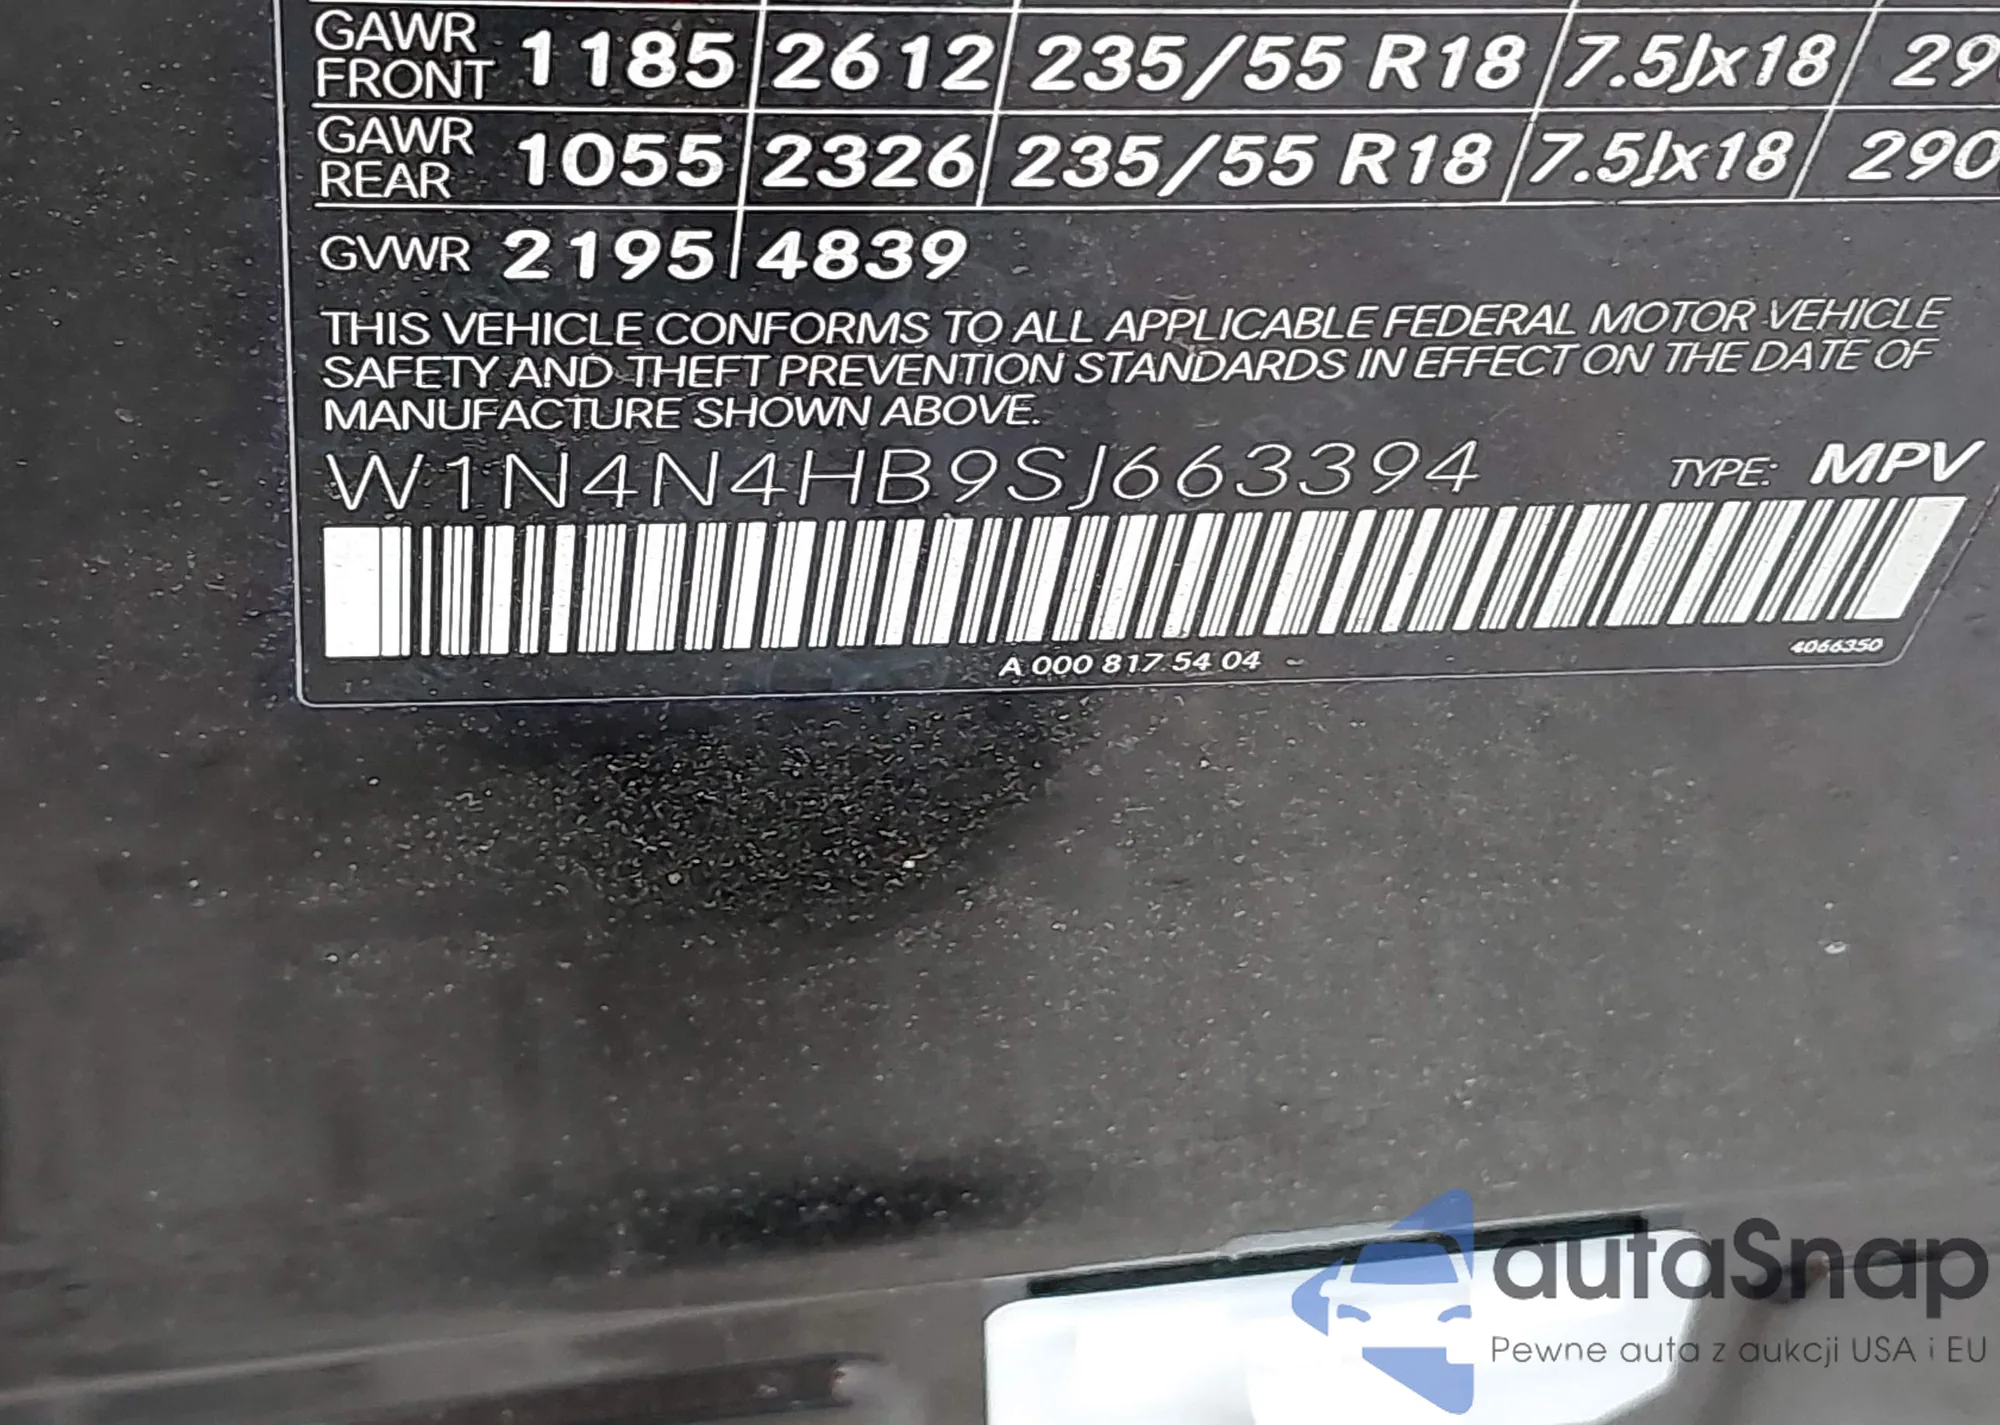 GAWR FRONT 1185 2612 235/55 R18 7.5Jx18 290
GAWR REAR 1055 2326 235/55 R18 7.5Jx18 290
GVWR 2195 4839
THIS VEHICLE CONFORMS TO ALL APPLICABLE FEDERAL MOTOR VEHICLE
SAFETY AND THEFT PREVENTION STANDARDS IN EFFECT ON THE DATE OF
MANUFACTURE SHOWN ABOVE.
W1N4N4HB9SJ663394 TYPE: MPV
A 000 817 54 04
4066350
autaSnap
Pewne auta z aukcji USA i EU